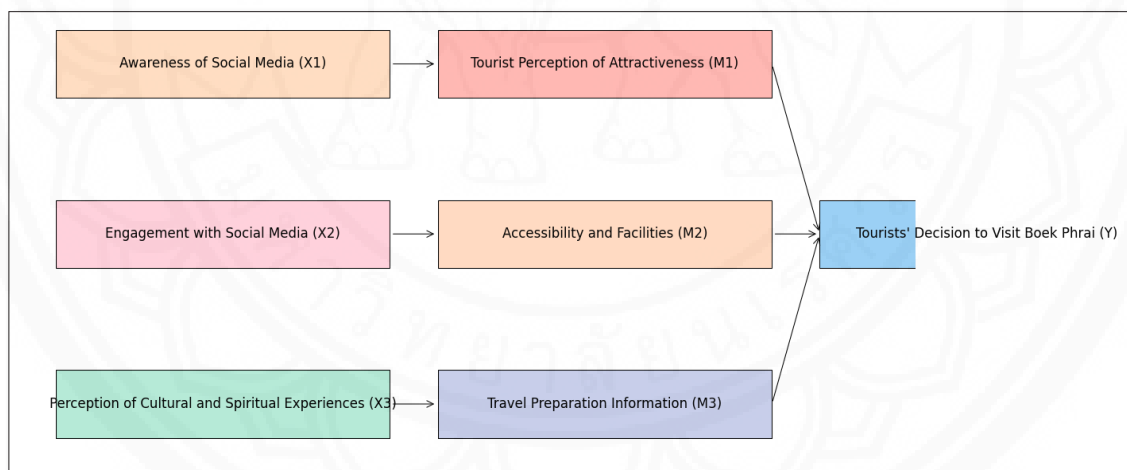 Awareness of Social Media (X1)
Tourist Perception of Attractiveness (M1)
Engagement with Social Media (X2)
Accessibility and Facilities (M2)
Tourists' Decision to Visit Boek Phrai (Y)
Perception of Cultural and Spiritual Experiences (X3)
Travel Preparation Information (M3)